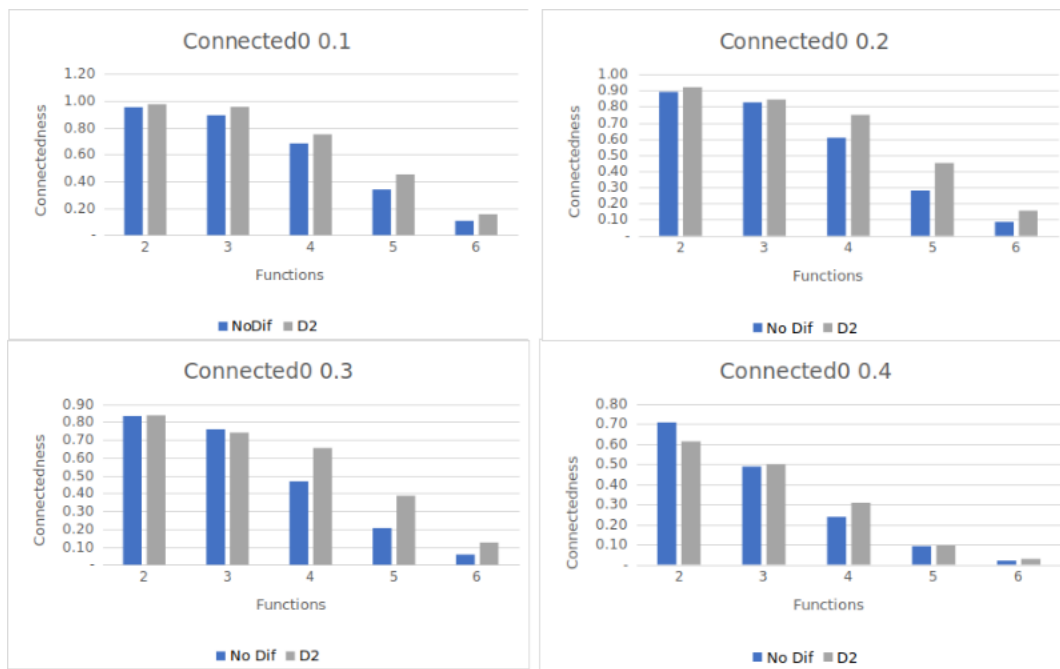 Connected0 0.1
1.20
1.00
0.80
0.60
0.40
0.20
-
Connectedness
2 3 4 5 6
Functions
NoDif D2
Connected0 0.2
1.00
0.90
0.80
0.70
0.60
0.50
0.40
0.30
0.20
0.10
-
Connectedness
2 3 4 5 6
Functions
No Dif D2
Connected0 0.3
0.90
0.80
0.70
0.60
0.50
0.40
0.30
0.20
0.10
-
Connectedness
2 3 4 5 6
Functions
No Dif D2
Connected0 0.4
0.80
0.70
0.60
0.50
0.40
0.30
0.20
0.10
-
Connectedness
2 3 4 5 6
Functions
No Dif D2